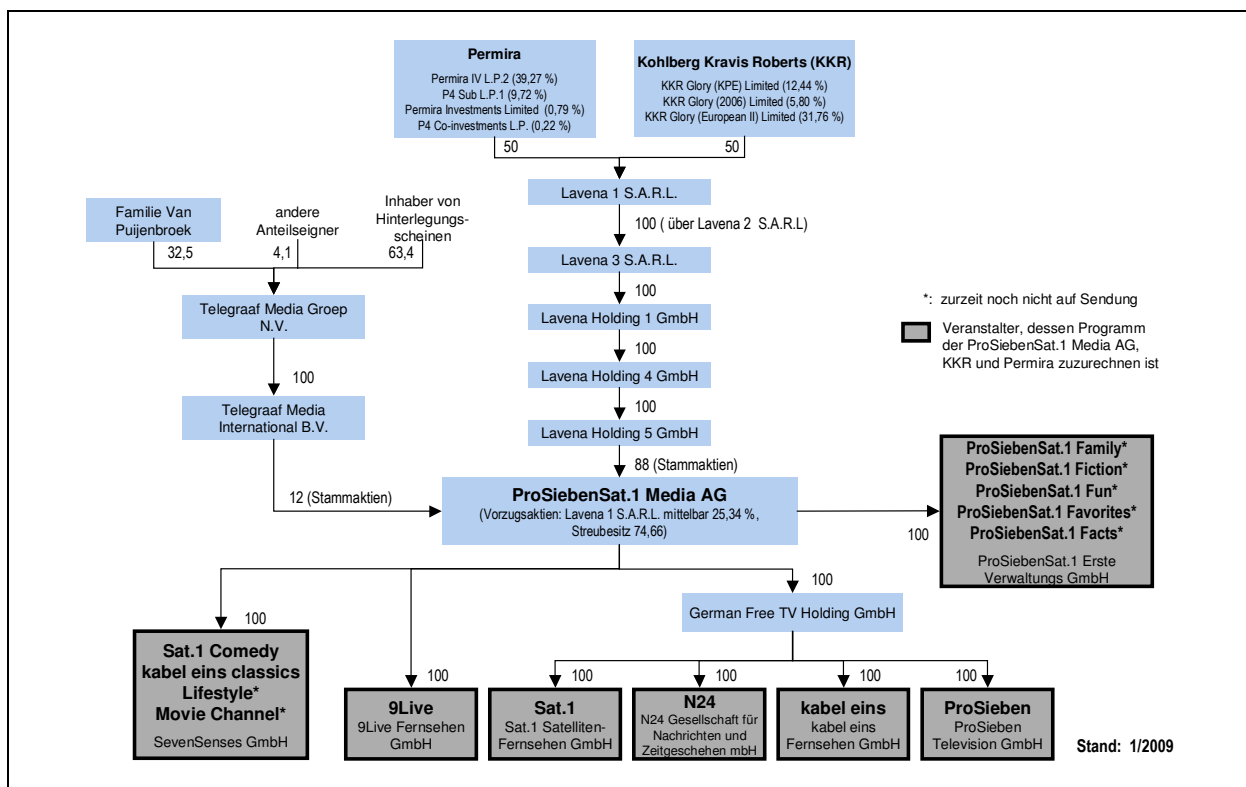 Permira
Permira IV L.P.2 (39,27 %)
P4 Sub L.P.1 (9,72 %)
Permira Investments Limited (0,79 %)
P4 Co-investments L.P. (0,22 %)
Kohlberg Kravis Roberts (KKR)
KKR Glory (KPE) Limited (12,44 %)
KKR Glory (2006) Limited (5,80 %)
KKR Glory (European II) Limited (31,76 %)
50
50
Lavena 1 S.A.R.L.
100 ( über Lavena 2 S.A.R.L)
Lavena 3 S.A.R.L.
100
Lavena Holding 1 GmbH
100
Lavena Holding 4 GmbH
100
Lavena Holding 5 GmbH
88 (Stammaktien)
Familie Van
Puijenbroek
andere
Anteilseigner
Inhaber von
Hinterlegungs-
scheinen
32,5
4,1
63,4
Telegraaf Media Groep
N.V.
100
Telegraaf Media
International B.V.
12 (Stammaktien)
*: zurzeit noch nicht auf Sendung
Veranstalter, dessen Programm
der ProSiebenSat.1 Media AG,
KKR und Permira zuzurechnen ist
ProSiebenSat.1 Media AG
(Vorzugsaktien: Lavena 1 S.A.R.L. mittelbar 25,34 %,
Streubesitz 74,66)
100
ProSiebenSat.1 Family*
ProSiebenSat.1 Fiction*
ProSiebenSat.1 Fun*
ProSiebenSat.1 Favorites*
ProSiebenSat.1 Facts*
ProSiebenSat.1 Erste
Verwaltungs GmbH
100
German Free TV Holding GmbH
100
Sat.1 Comedy
kabel eins classics
Lifestyle*
Movie Channel*
SevenSenses GmbH
100
9Live
9Live Fernsehen
GmbH
100
Sat.1
Sat.1 Satelliten-
Fernsehen GmbH
100
N24
N24 Gesellschaft für
Nachrichten und
Zeitgeschehen mbH
100
kabel eins
kabel eins
Fernsehen GmbH
100
ProSieben
ProSieben
Television GmbH
Stand: 1/2009